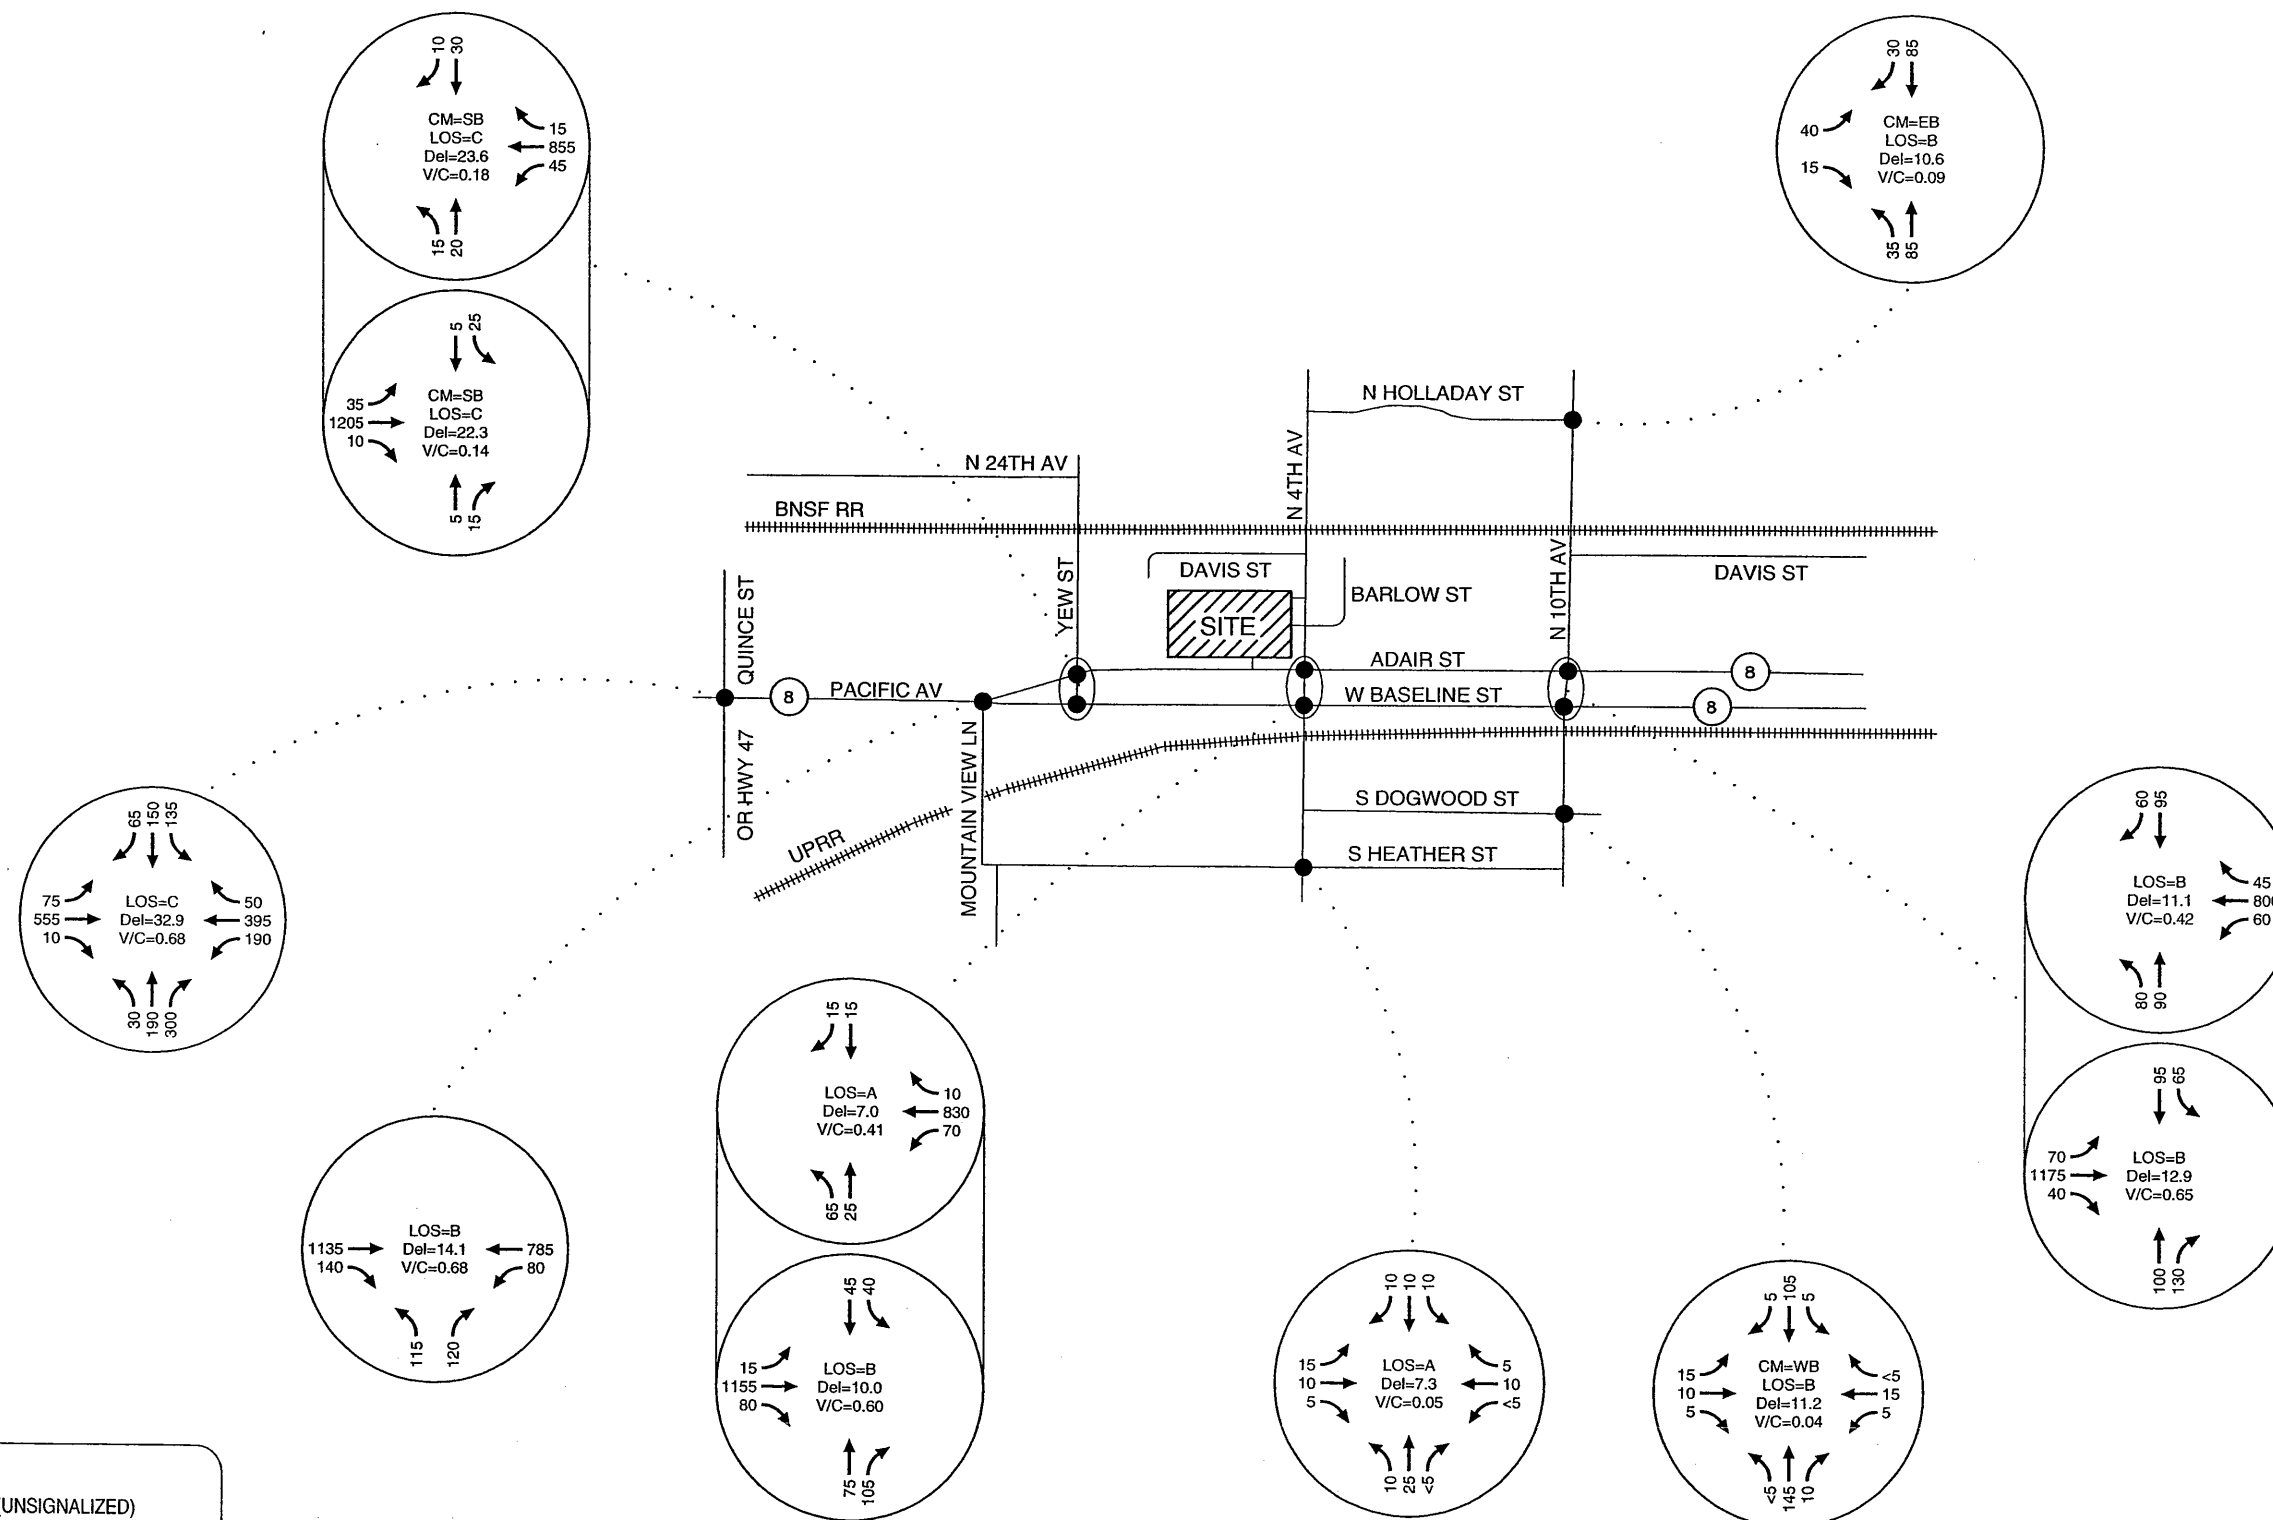 10
30
CM=SB
LOS=C
Del=23.6
V/C=0.18
15
855
45
15
20
5
25
35
1205
10
CM=SB
LOS=C
Del=22.3
V/C=0.14
5
15
30
85
40
15
CM=EB
LOS=B
Del=10.6
V/C=0.09
35
85
N HOLLADAY ST
N 4TH AV
N 24TH AV
BNSF RR
DAVIS ST
YEW ST
QUINCE ST
SITE
BARLOW ST
N 10TH AV
DAVIS ST
ADAIR ST
8
8
PACIFIC AV
W BASELINE ST
8
OR HWY 47
MOUNTAIN VIEW LN
UPRR
S DOGWOOD ST
S HEATHER ST
65
150
135
75
555
10
LOS=C
Del=32.9
V/C=0.68
50
395
190
30
190
300
60
95
LOS=B
Del=11.1
V/C=0.42
45
60
80
90
95
65
70
1175
40
LOS=B
Del=12.9
V/C=0.65
100
130
15
15
LOS=A
Del=7.0
V/C=0.41
10
830
70
65
25
45
40
15
1155
80
LOS=B
Del=10.0
V/C=0.60
75
105
1135
140
LOS=B
Del=14.1
V/C=0.68
785
80
115
120
10
10
10
15
10
5
LOS=A
Del=7.3
V/C=0.05
5
10
<5
10
25
<5
5
105
5
15
10
5
CM=WB
LOS=B
Del=11.2
V/C=0.04
<5
15
5
<5
145
10
(UNSIGNALIZED)